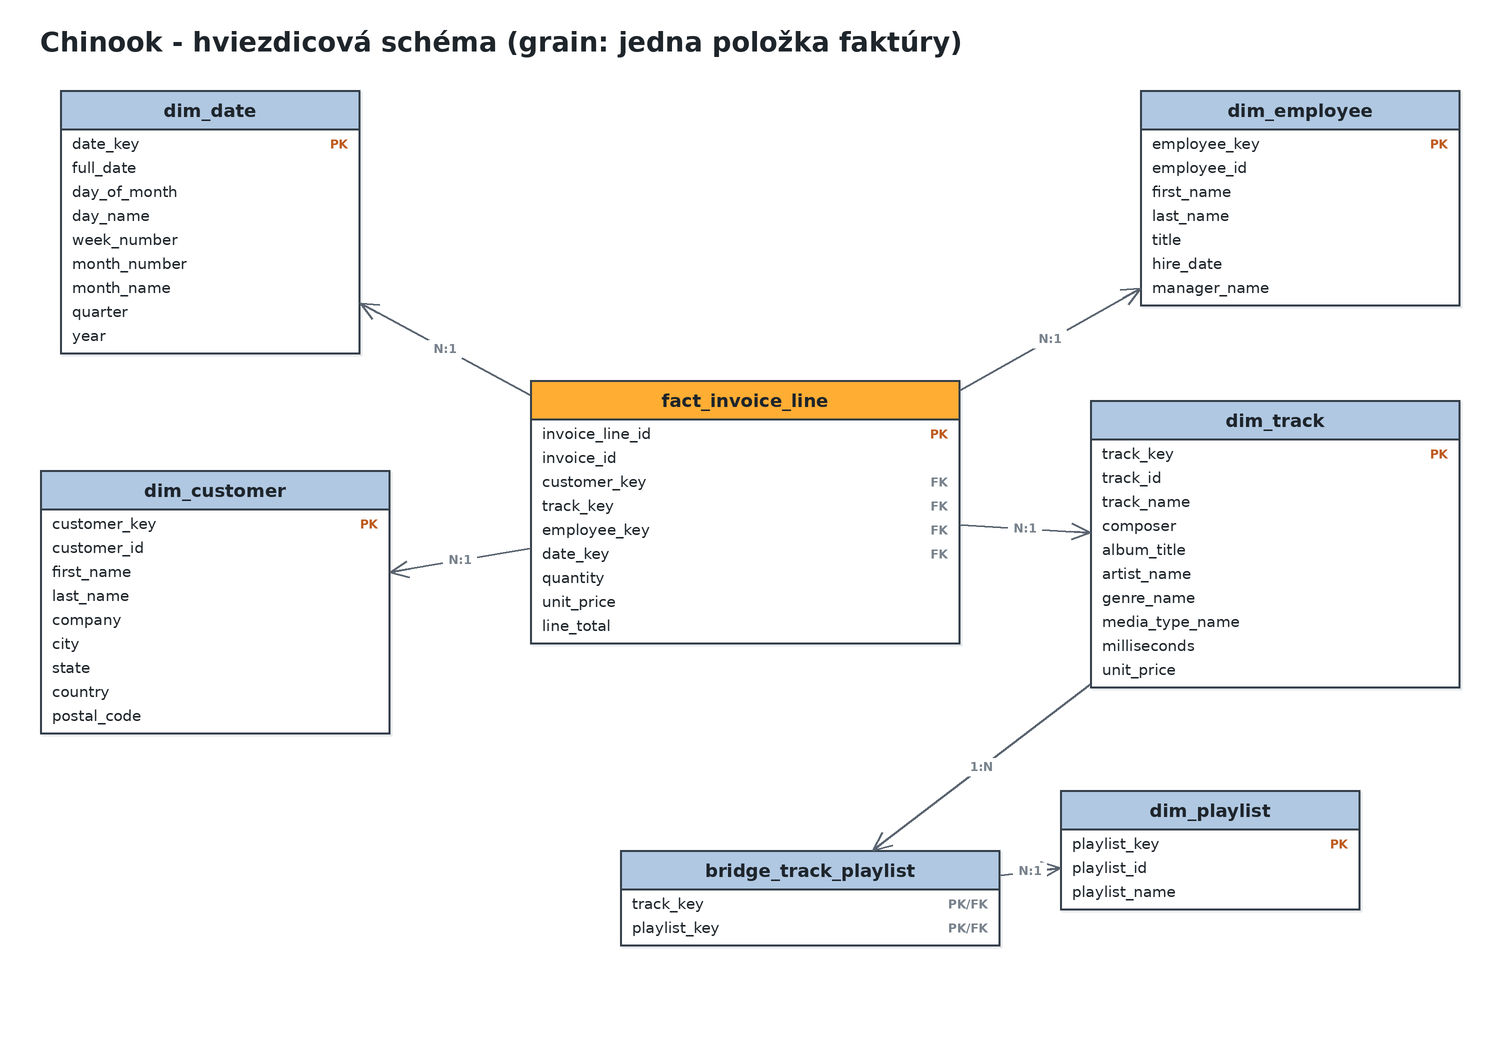 Chinook - hviezdicová schéma (grain: jedna položka faktúry)
dim_date
date_key PK
full_date
day_of_month
day_name
week_number
month_number
month_name
quarter
year
dim_employee
employee_key PK
employee_id
first_name
last_name
title
hire_date
manager_name
N:1
N:1
fact_invoice_line
invoice_line_id PK
invoice_id
customer_key FK
track_key FK
employee_key FK
date_key FK
quantity
unit_price
line_total
dim_customer
customer_key PK
customer_id
first_name
last_name
company
city
state
country
postal_code
N:1
N:1
dim_track
track_key PK
track_id
track_name
composer
album_title
artist_name
genre_name
media_type_name
milliseconds
unit_price
1:N
bridge_track_playlist
track_key PK/FK
playlist_key PK/FK
N:1
dim_playlist
playlist_key PK
playlist_id
playlist_name